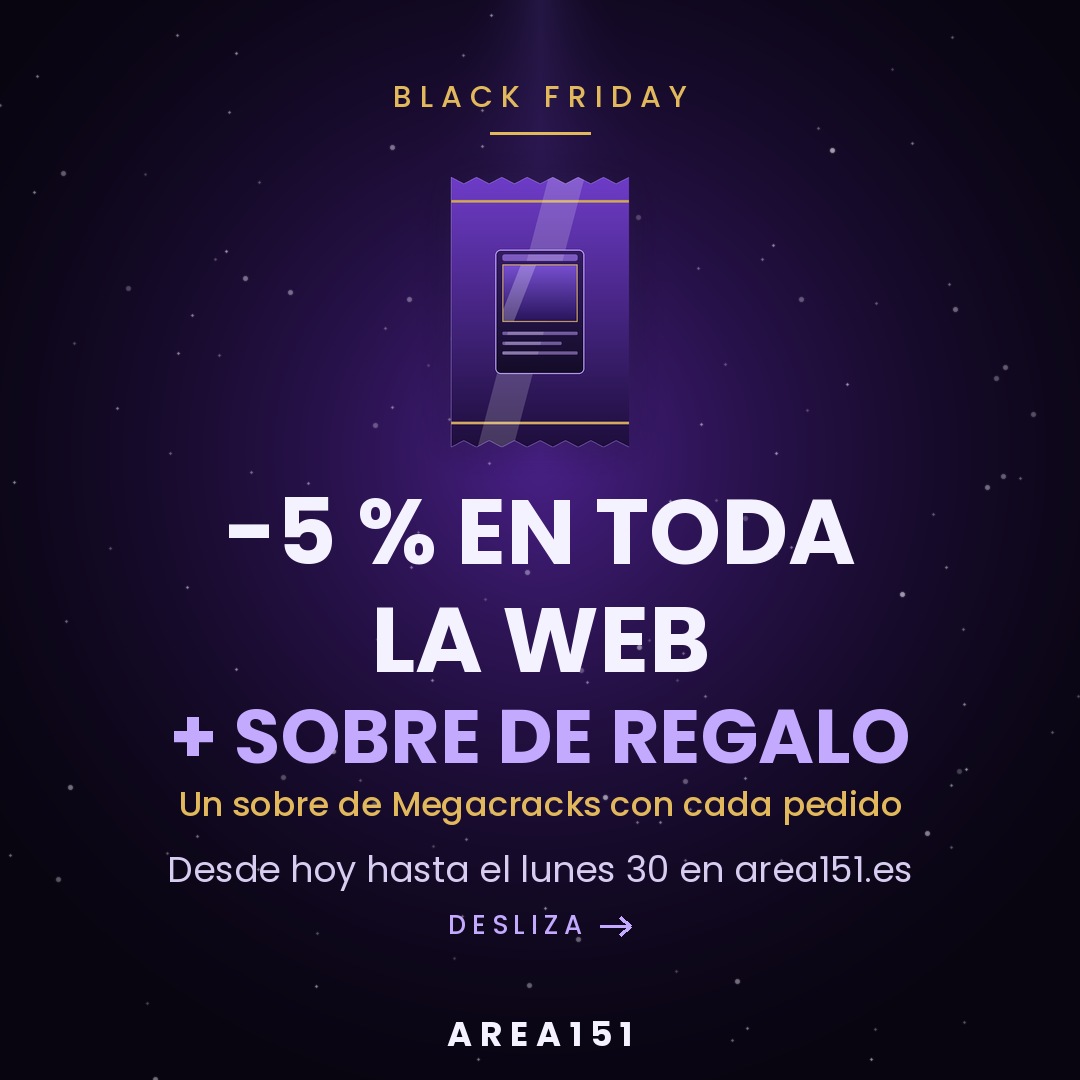 BLACK FRIDAY
-5 % EN TODA
LA WEB
+ SOBRE DE REGALO
Un sobre de Megacracks con cada pedido
Desde hoy hasta el lunes 30 en area151.es
DESLIZA →
AREA151